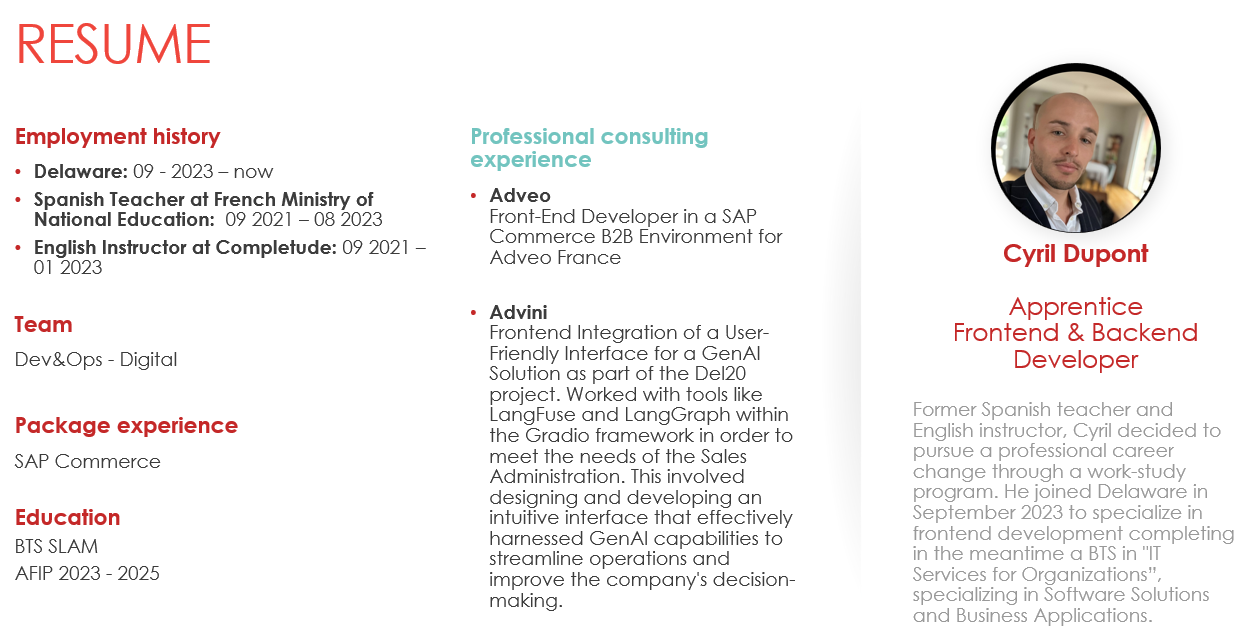 RESUME
Employment history
• Delaware: 09 - 2023 – now
• Spanish Teacher at French Ministry of
National Education:  09 2021 – 08 2023
• English Instructor at Completude: 09 2021 –
01 2023
Team
Dev&Ops - Digital
Package experience
SAP Commerce
Education
BTS SLAM
AFIP 2023 - 2025
Professional consulting
experience
• Adveo
Front-End Developer in a SAP
Commerce B2B Environment for
Adveo France
• Advini
Frontend Integration of a User-
Friendly Interface for a GenAI
Solution as part of the Del20
project. Worked with tools like
LangFuse and LangGraph within
the Gradio framework in order to
meet the needs of the Sales
Administration. This involved
designing and developing an
intuitive interface that effectively
harnessed GenAI capabilities to
streamline operations and
improve the company's decision-
making.
Cyril Dupont
Apprentice
Frontend & Backend
Developer
Former Spanish teacher and
English instructor, Cyril decided to
pursue a professional career
change through a work-study
program. He joined Delaware in
September 2023 to specialize in
frontend development completing
in the meantime a BTS in "IT
Services for Organizations”,
specializing in Software Solutions
and Business Applications.